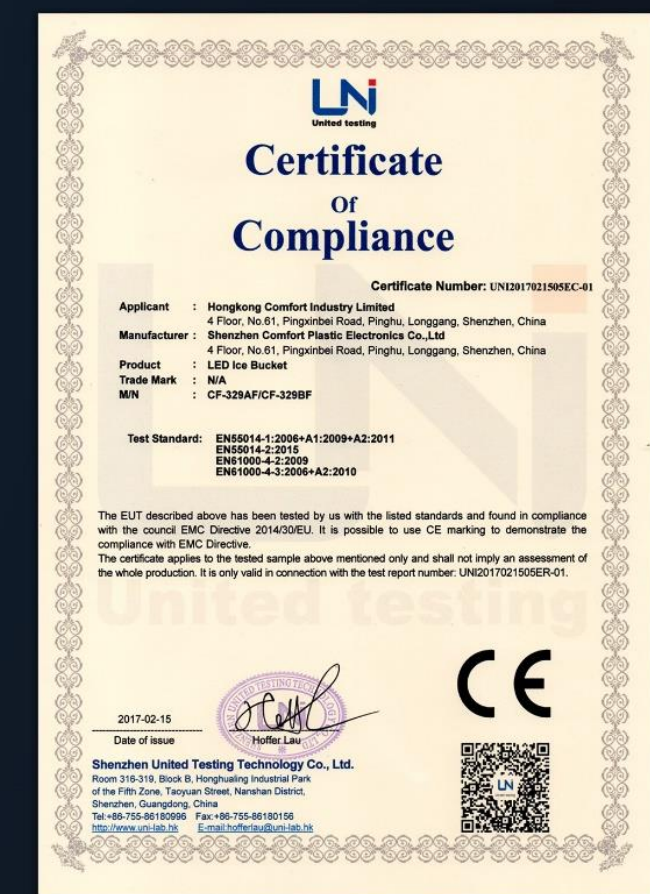 UNi
United testing
Certificate
Of
Compliance
Certificate Number: UNI2017021505EC-01
Applicant : Hongkong Comfort Industry Limited
4 Floor, No.61, Pingxinbei Road, Pinghu, Longgang, Shenzhen, China
Manufacturer : Shenzhen Comfort Plastic Electronics Co.,Ltd
4 Floor, No.61, Pingxinbei Road, Pinghu, Longgang, Shenzhen, China
Product : LED Ice Bucket
Trade Mark : N/A
M/N : CF-329AF/CF-329BF
Test Standard: EN55014-1:2006+A1:2009+A2:2011
EN55014-2:2015
EN61000-4-2:2009
EN61000-4-3:2006+A2:2010
The EUT described above has been tested by us with the listed standards and found in compliance
with the council EMC Directive 2014/30/EU. It is possible to use CE marking to demonstrate the
compliance with EMC Directive.
The certificate applies to the tested sample above mentioned only and shall not imply an assessment of
the whole production. It is only valid in connection with the test report number: UNI2017021505ER-01.
United testing
CE
2017-02-15
Date of issue
Hoffer Lau
Shenzhen United Testing Technology Co., Ltd.
Room 316-319, Block B, Honghualing Industrial Park
of the Fifth Zone, Taoyuan Street, Nanshan District,
Shenzhen, Guangdong, China
Tel:+86-755-86180996 Fax:+86-755-86180156
http://www.uni-lab.hk E-mail:hofferlau@uni-lab.hk